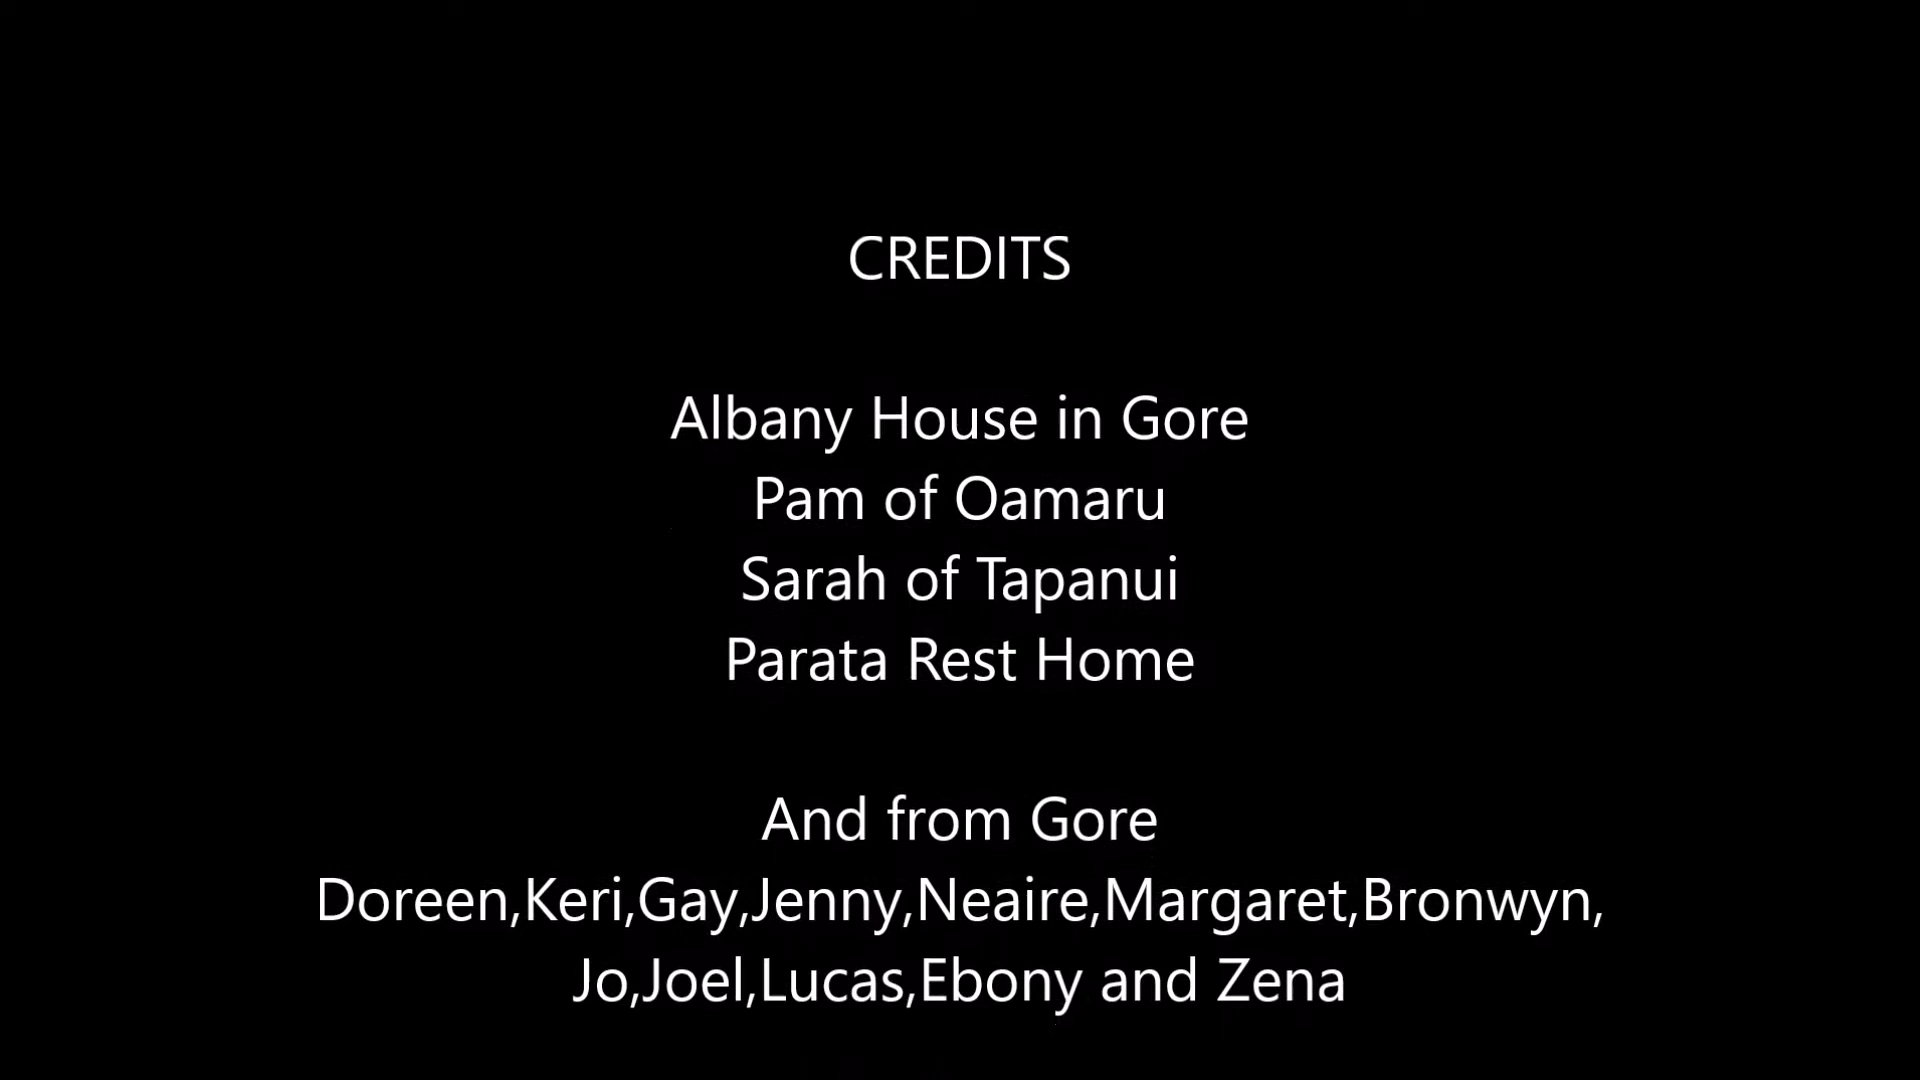 CREDITS
Albany House in Gore
Pam of Oamaru
Sarah of Tapanui
Parata Rest Home
And from Gore
Doreen,Keri,Gay,Jenny,Neaire,Margaret,Bronwyn,
Jo,Joel,Lucas,Ebony and Zena